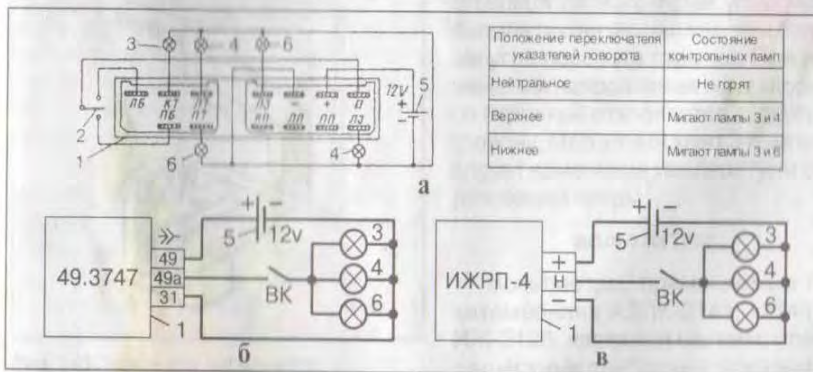 3 4 6
12V
+ 5
−
ЛБ КТ ЛТ ЛЗ − + П
ПБ ПТ КП ЛП ПП ПЗ
2
1
6 4
а
Положение переключателя указателей поворота
Состояние контрольных ламп
Нейтральное Не горят
Верхнее Мигают лампы 3 и 4
Нижнее Мигают лампы 3 и 6
49.3747
49
49а
31
+ −
5 12v
ВК
3
4
6
1
б
ИЖРП-4
+
Н
−
+ −
5 12v
ВК
3
4
6
1
в